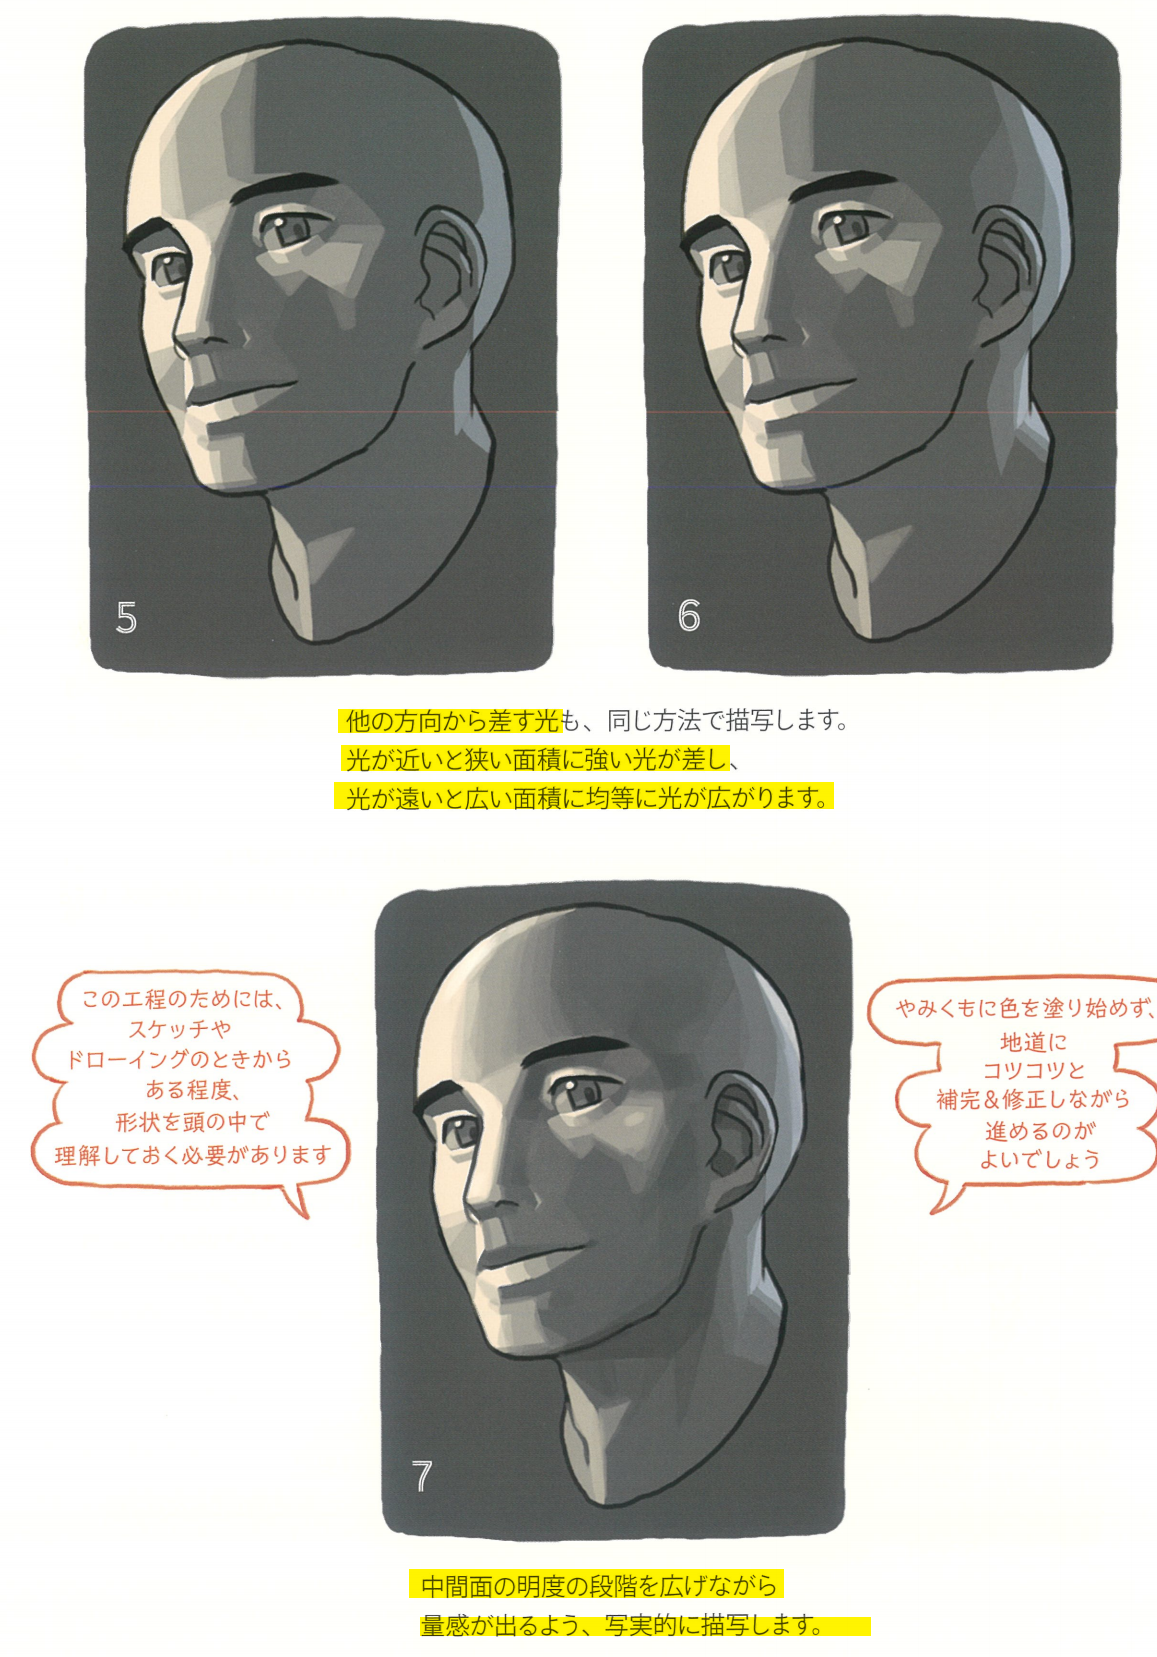 5
6
他の方向から差す光も、同じ方法で描写します。
光が近いと狭い面積に強い光が差し、
光が遠いと広い面積に均等に光が広がります。
この工程のためには、
スケッチや
ドローイングのときから
ある程度、
形状を頭の中で
理解しておく必要があります
やみくもに色を塗り始めず、
地道に
コツコツと
補完＆修正しながら
進めるのが
よいでしょう
7
中間面の明度の段階を広げながら
量感が出るよう、写実的に描写します。